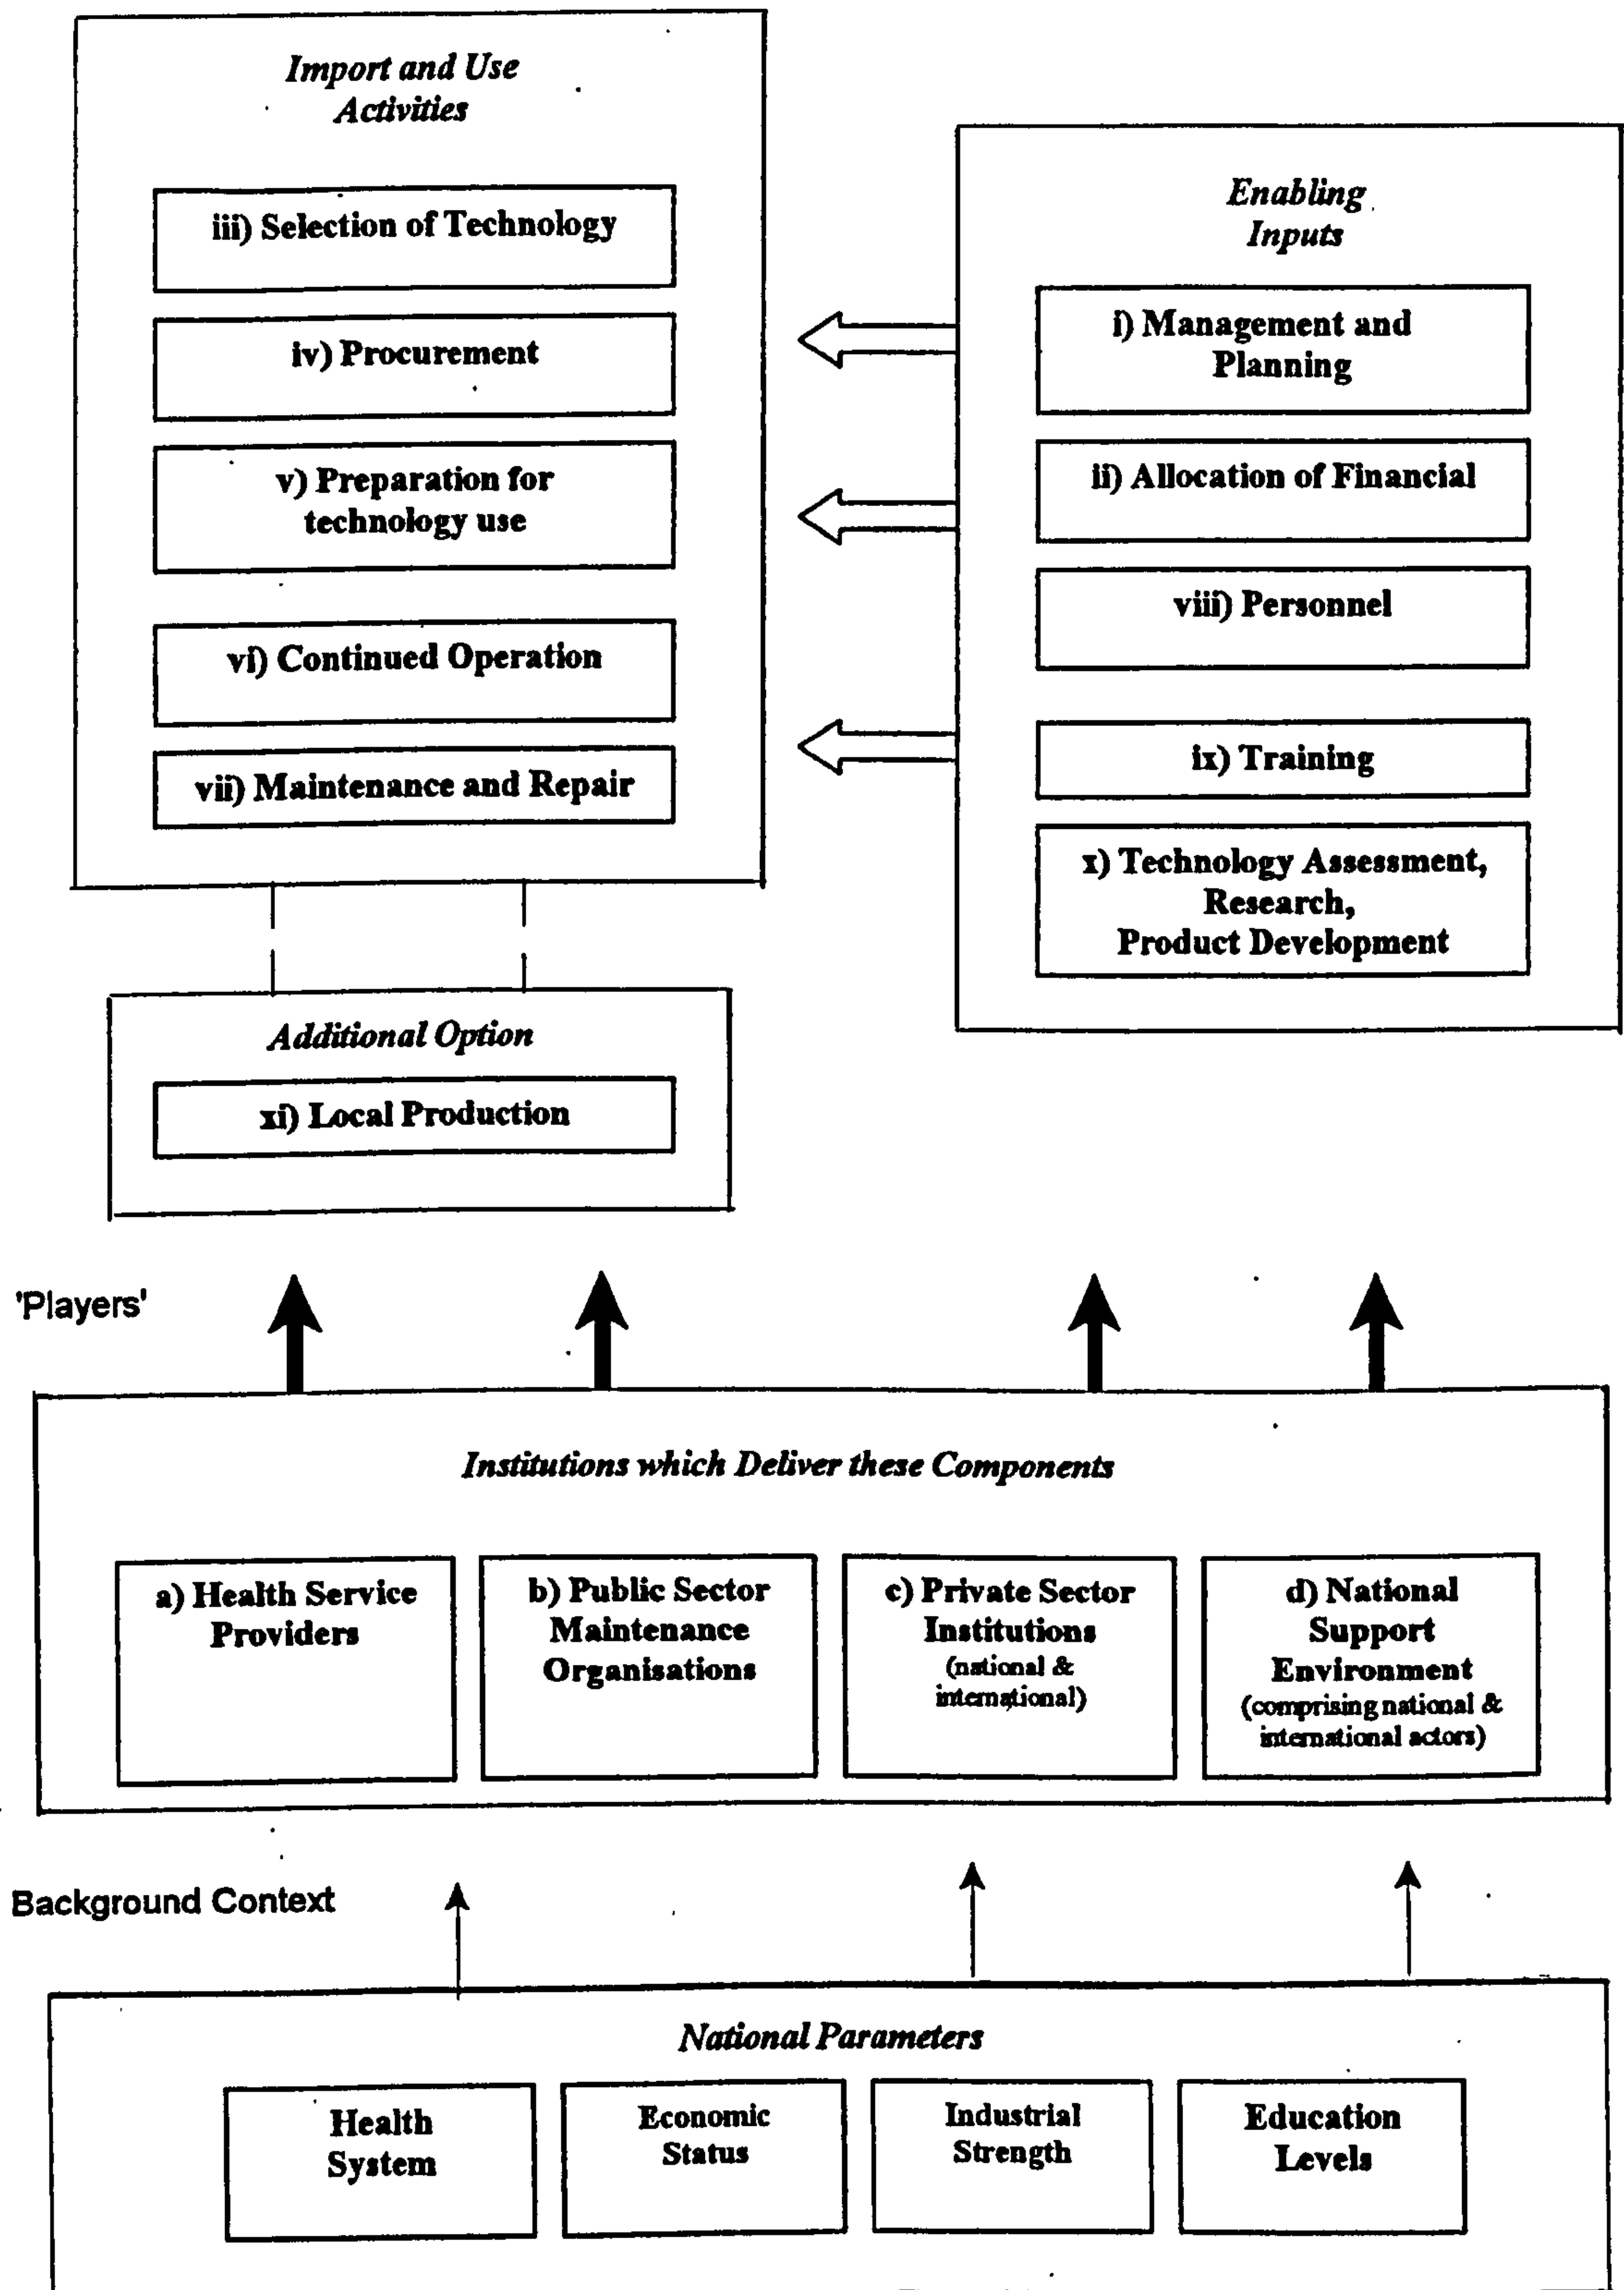 Import and Use
Activities
iii) Selection of Technology
iv) Procurement
v) Preparation for
technology use
vi) Continued Operation
vii) Maintenance and Repair
Enabling
Inputs
i) Management and
Planning
ii) Allocation of Financial
viii) Personnel
ix) Training
x) Technology Assessment,
Research,
Product Development
Additional Option
xi) Local Production
'Players'
Institutions which Deliver these Components
a) Health Service
Providers
b) Public Sector
Maintenance
Organisations
c) Private Sector
Institutions
(national &
international)
d) National
Support
Environment
(comprising national &
international actors)
Background Context
National Parameters
Health
System
Economic
Status
Industrial
Strength
Education
Levels